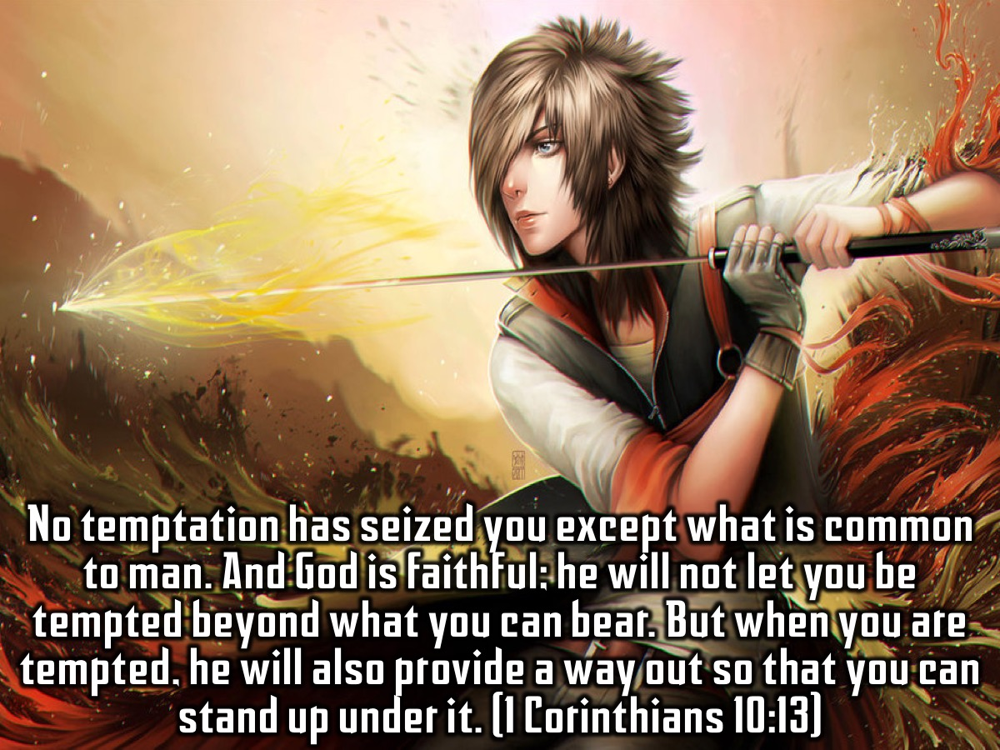 No temptation has seized you except what is common
to man. And God is faithful; he will not let you be
tempted beyond what you can bear. But when you are
tempted, he will also provide a way out so that you can
stand up under it. (1 Corinthians 10:13)